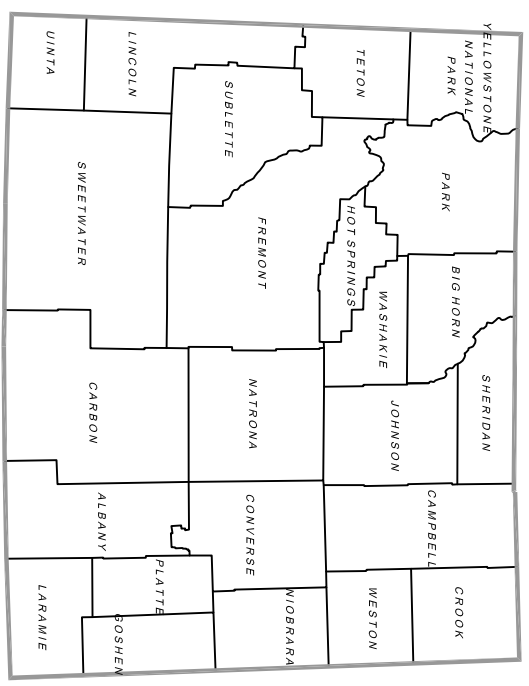 YELLOWSTONE
NATIONAL
PARK
TETON
LINCOLN
UINTA
SUBLETTE
PARK
HOT SPRINGS
FREMONT
SWEETWATER
BIG HORN
WASHAKIE
SHERIDAN
JOHNSON
NATRONA
CARBON
CAMPBELL
CONVERSE
ALBANY
CROOK
WESTON
NIOBRARA
PLATTE
GOSHEN
LARAMIE